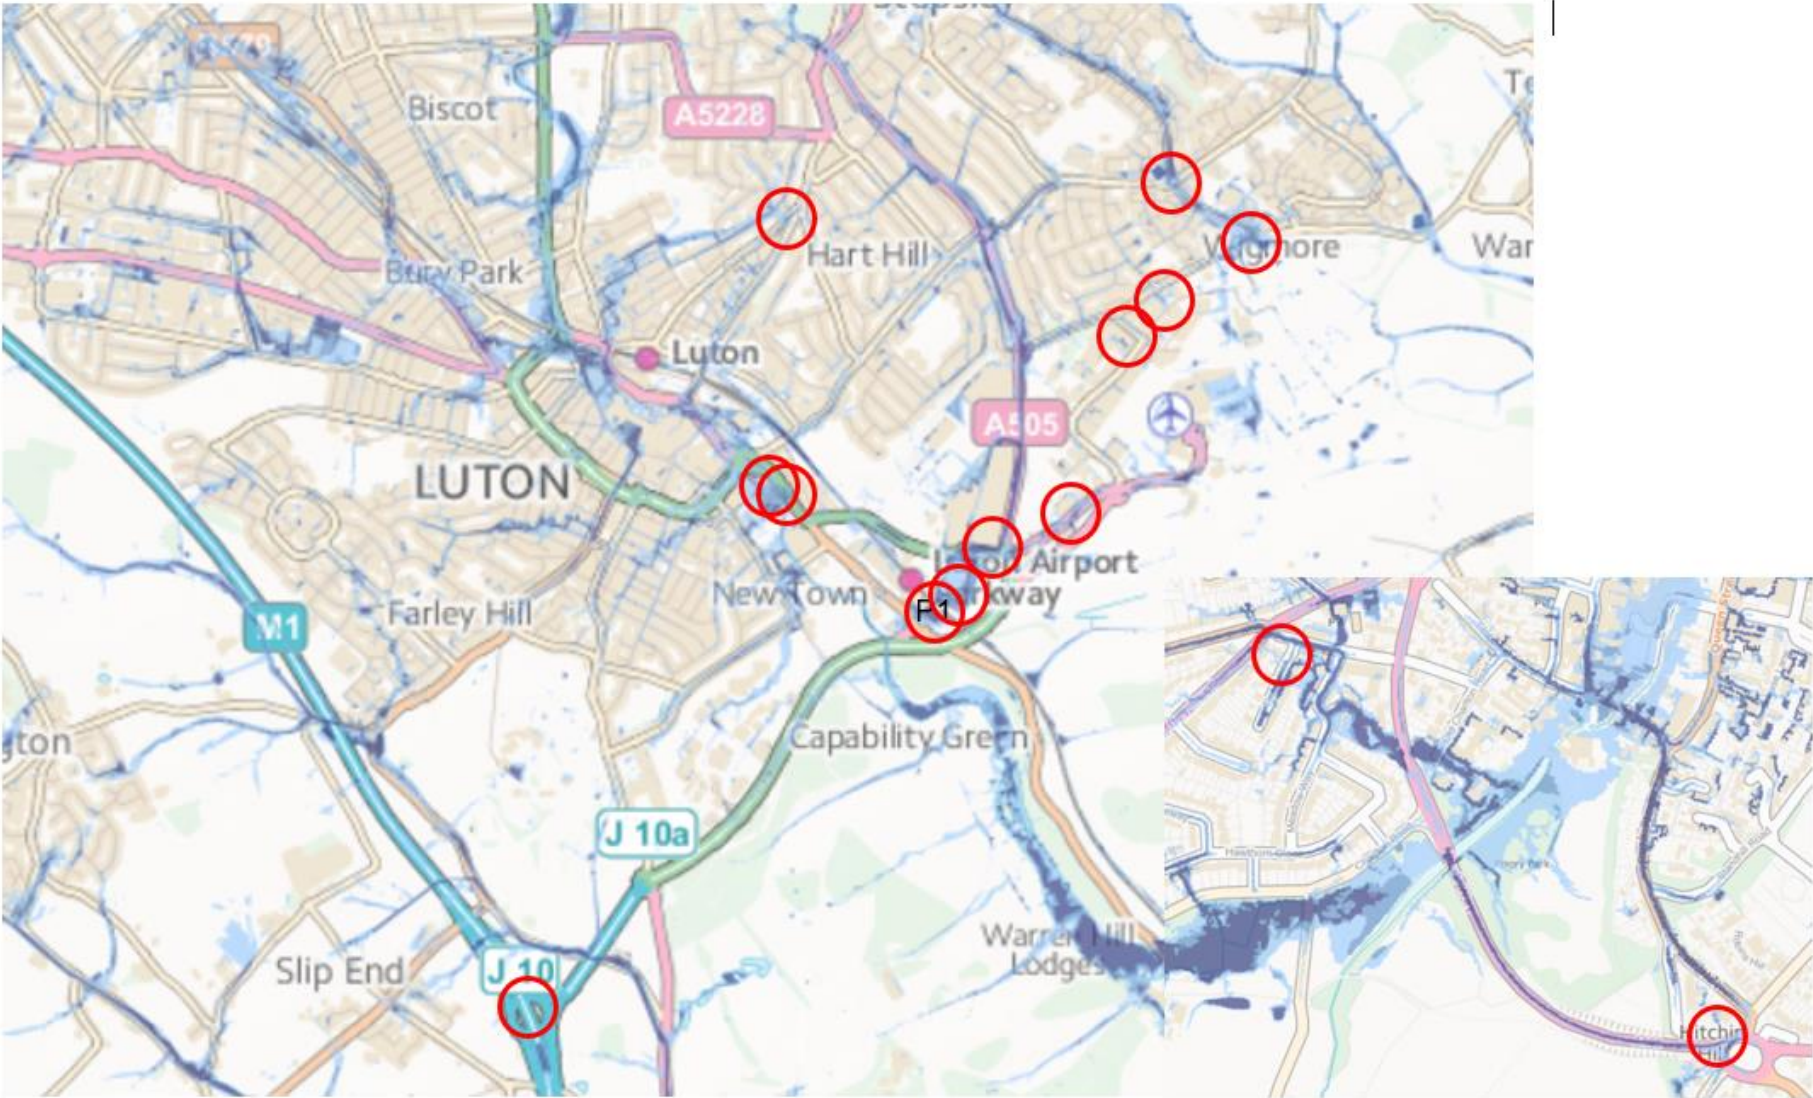 Biscot
A5228
Hart Hill
Wigmore
Bury Park
Luton
A505
LUTON
Luton Airport
Parkway
New Town
F1
Farley Hill
M1
Capability Green
J 10a
Warren Hill
Lodges
Slip End
J 10
Hitchin
Hill